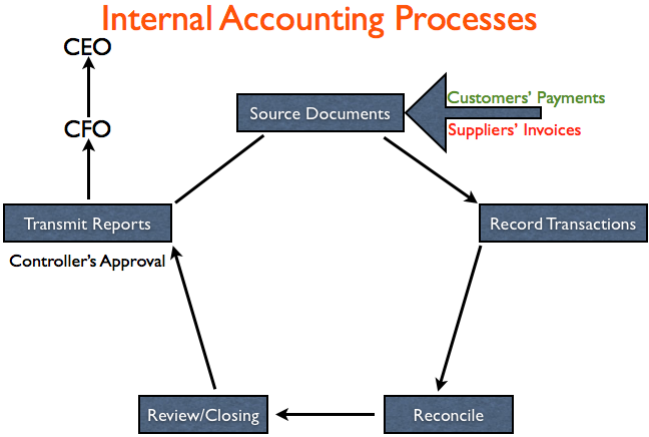 Internal Accounting Processes
CEO
CFO
Source Documents
Customers' Payments
Suppliers' Invoices
Transmit Reports
Record Transactions
Controller's Approval
Review/Closing
Reconcile